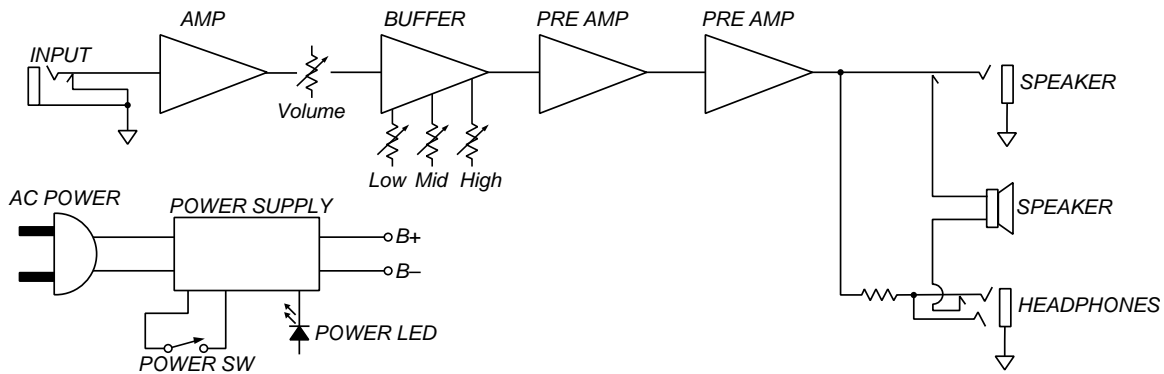 AMP
BUFFER
PRE AMP
PRE AMP
INPUT
SPEAKER
Volume
Low
Mid
High
AC POWER
POWER SUPPLY
SPEAKER
B+
B–
HEADPHONES
POWER LED
POWER SW